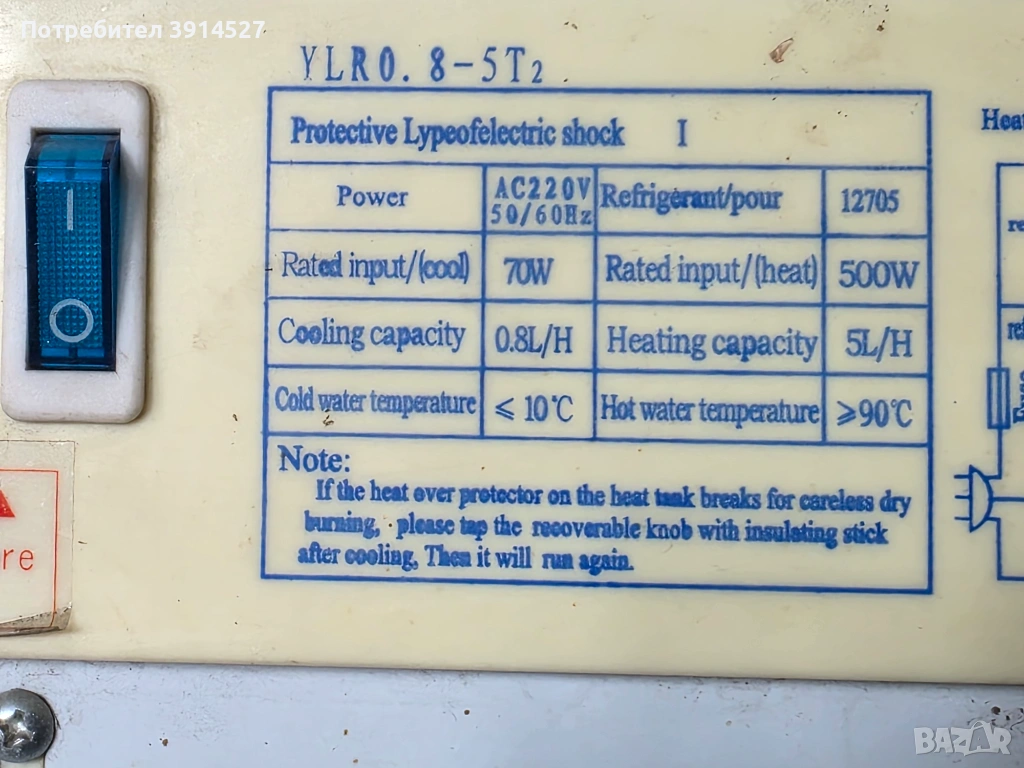 Потребител 3914527
YLR0.8-5T2
Protective Lypeofelectric shock I
Power AC220V 50/60Hz Refrigerant/pour 12705
Rated input/(cool) 70W Rated input/(heat) 500W
Cooling capacity 0.8L/H Heating capacity 5L/H
Cold water temperature ≤ 10℃ Hot water temperature ≥90℃
Note:
If the heat over protector on the heat tank breaks for careless dry
burning, please tap the recoverable knob with insulating stick
after cooling, Then it will run again.
BAZAR